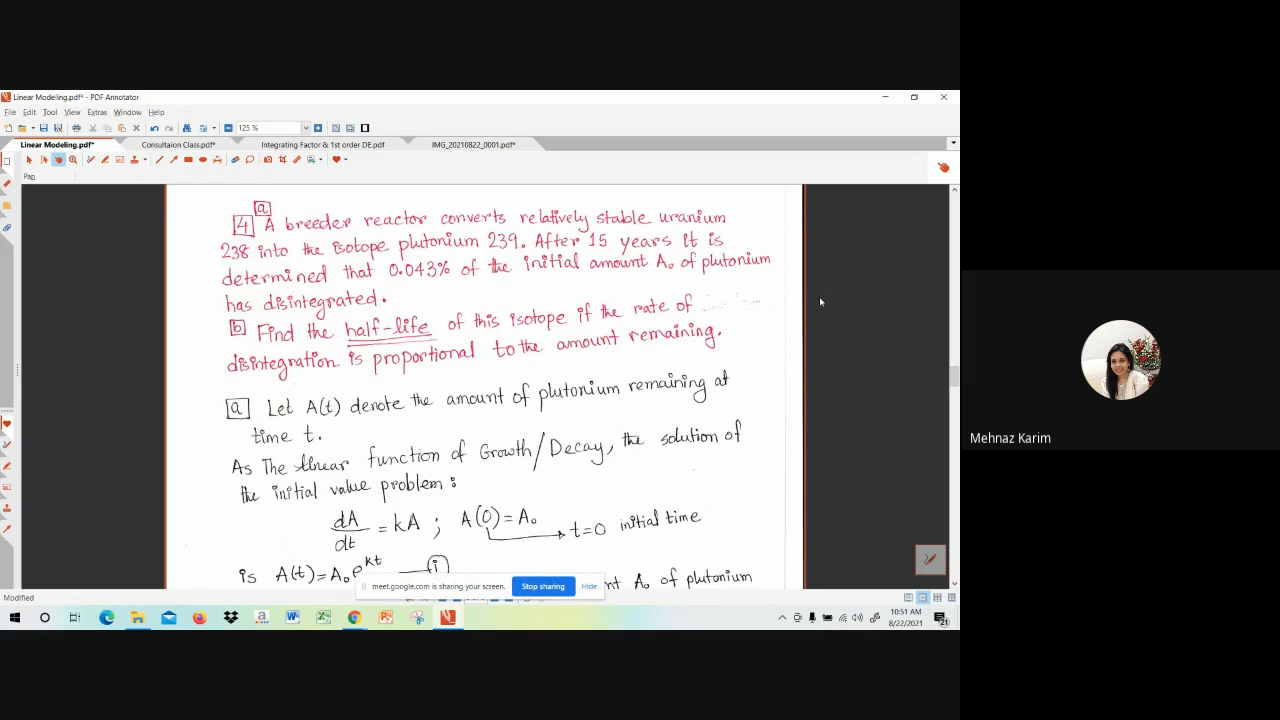 Linear Modeling.pdf* - PDF Annotator
File Edit Tool View Extras Window Help
125 %
Linear Modeling.pdf* Consultaion Class.pdf* Integrating Factor & 1st order DE.pdf IMG_20210822_0001.pdf*
Pan
a
4 A breeder reactor converts relatively stable uranium
238 into the isotope plutonium 239. After 15 years it is
determined that 0.043% of the initial amount A₀ of plutonium
has disintegrated.
b Find the half-life of this isotope if the rate of
disintegration is proportional to the amount remaining.
a Let A(t) denote the amount of plutonium remaining at
time t.
As The linear function of Growth/Decay, the solution of
the initial value problem:
dA/dt = kA ; A(0) = A₀ t=0 initial time
is A(t) = A₀ e^kt (i)
nt A₀ of plutonium
meet.google.com is sharing your screen. Stop sharing Hide
Modified
10:51 AM
8/22/2021
21
Mehnaz Karim